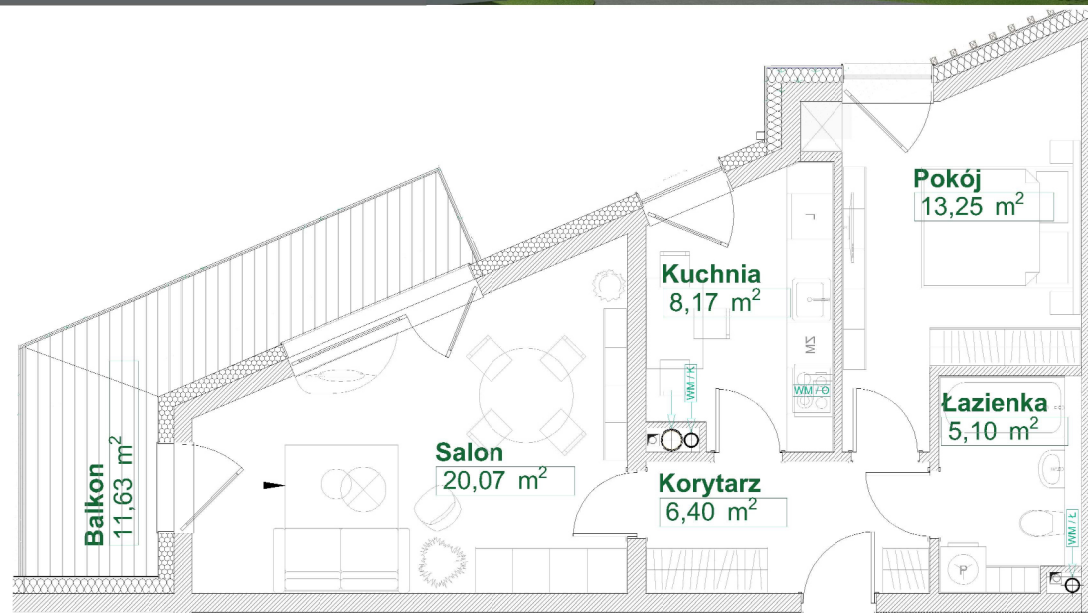 Pokój
13,25 m²
Kuchnia
8,17 m²
L
MZ
WM / K
WM / O
Łazienka
5,10 m²
Salon
20,07 m²
Balkon
11,63 m²
Korytarz
6,40 m²
WM / Ł
P